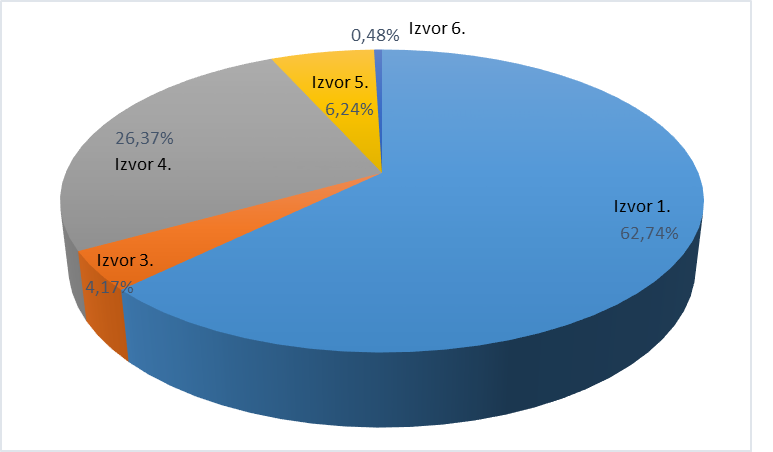 0,48%
Izvor 6.
Izvor 5.
6,24%
26,37%
Izvor 4.
Izvor 1.
62,74%
Izvor 3.
4,17%